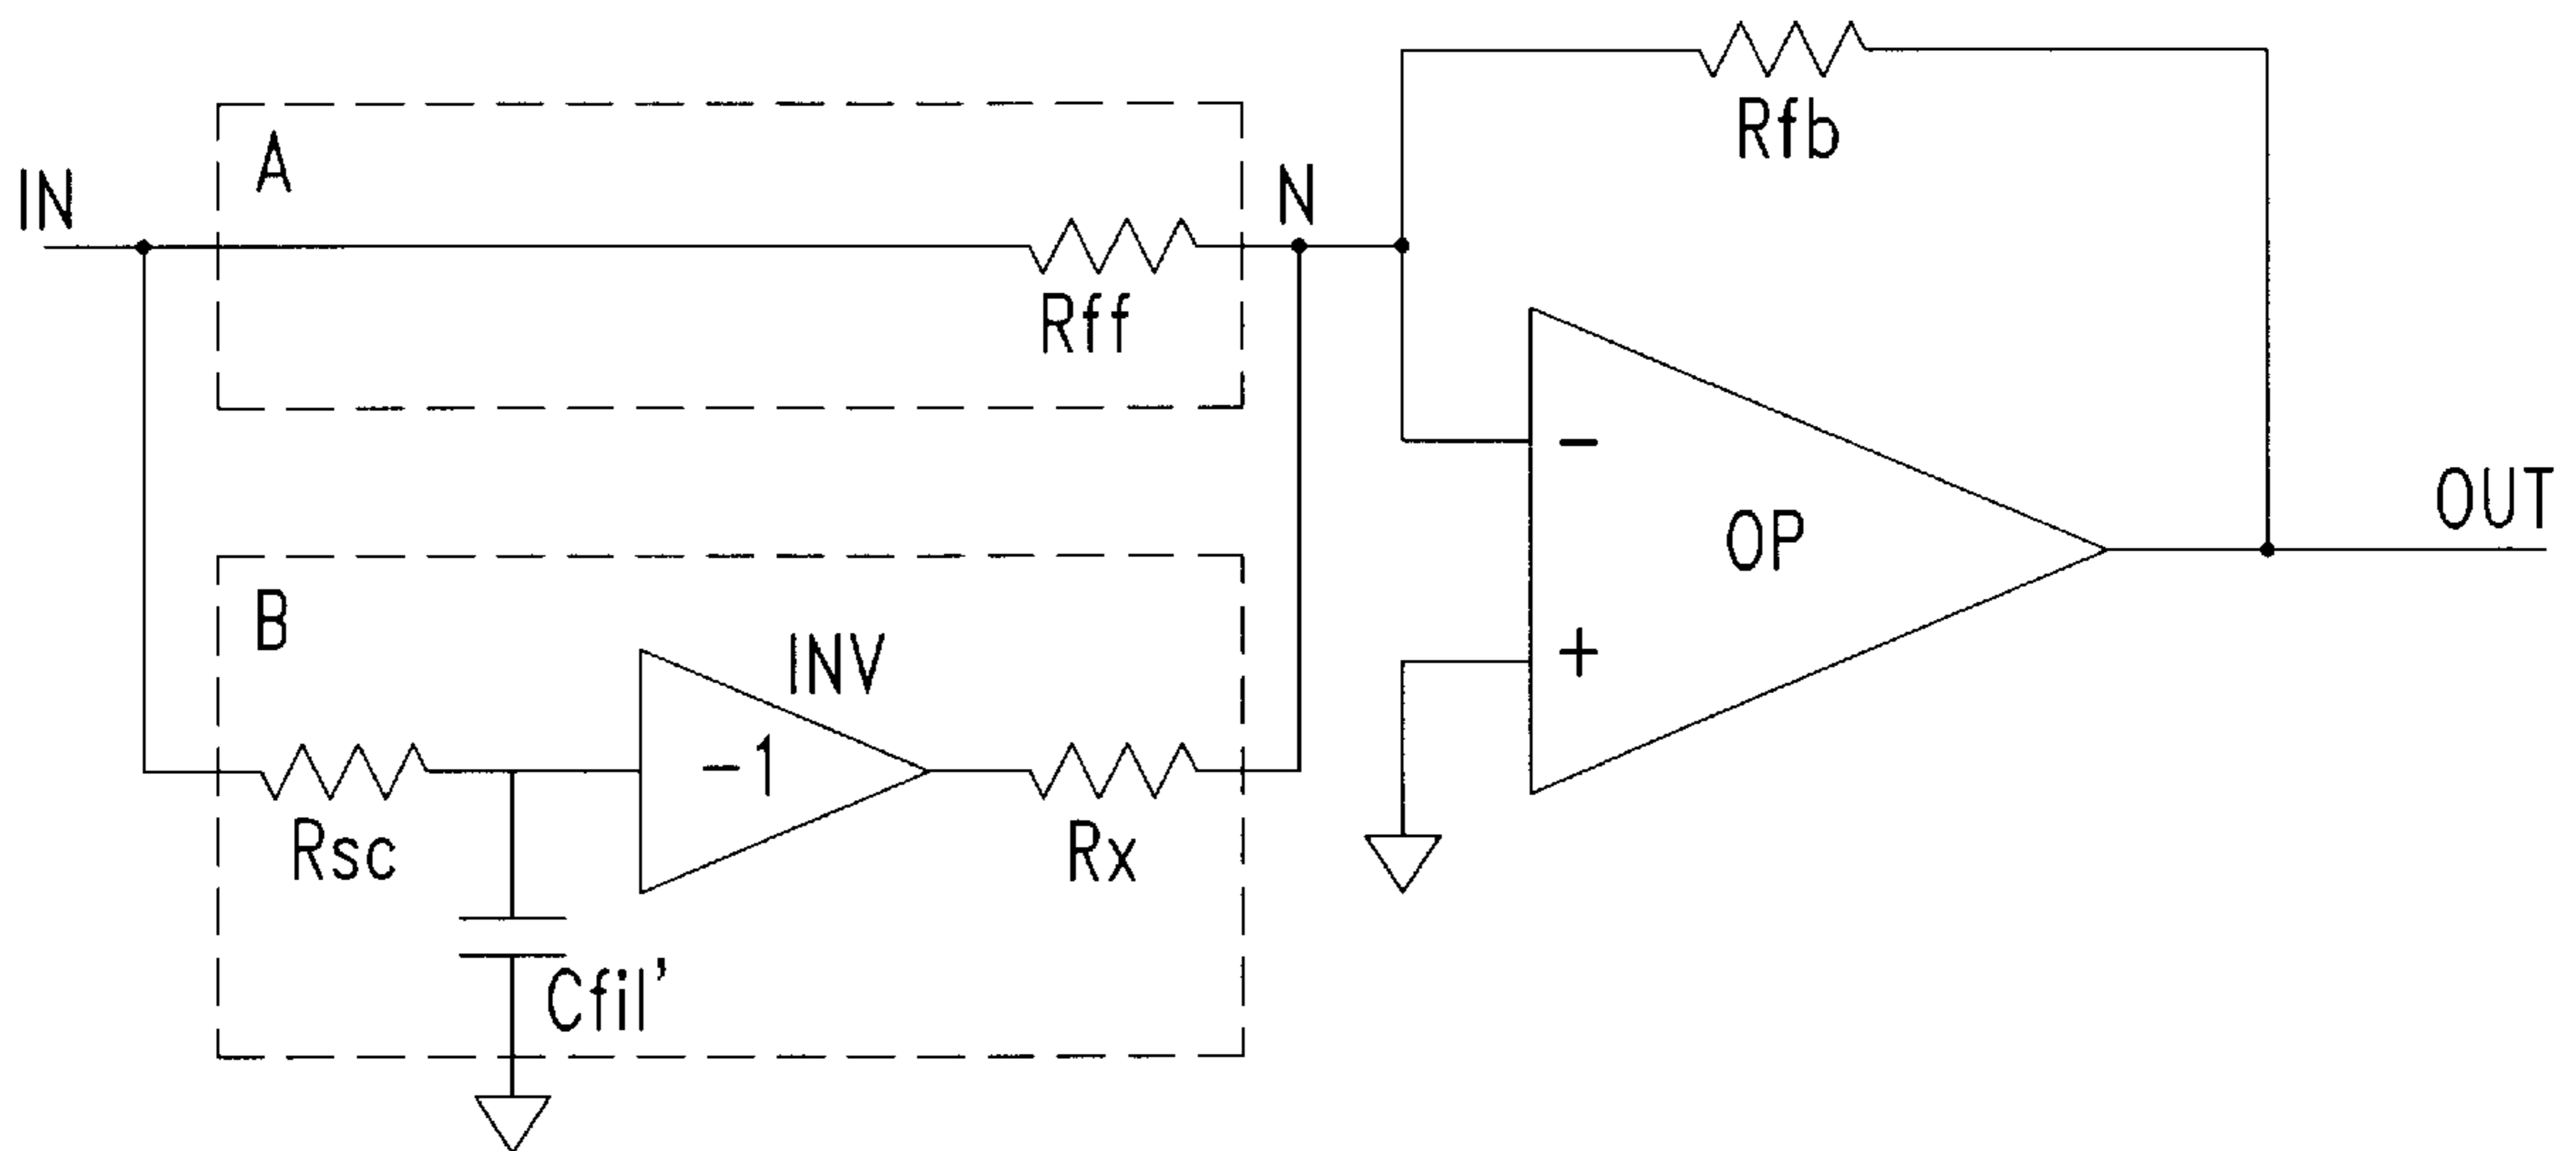 Rfb
A
IN
N
Rff
OUT
OP
-
+
B
INV
-1
Rsc
Rx
Cfil'